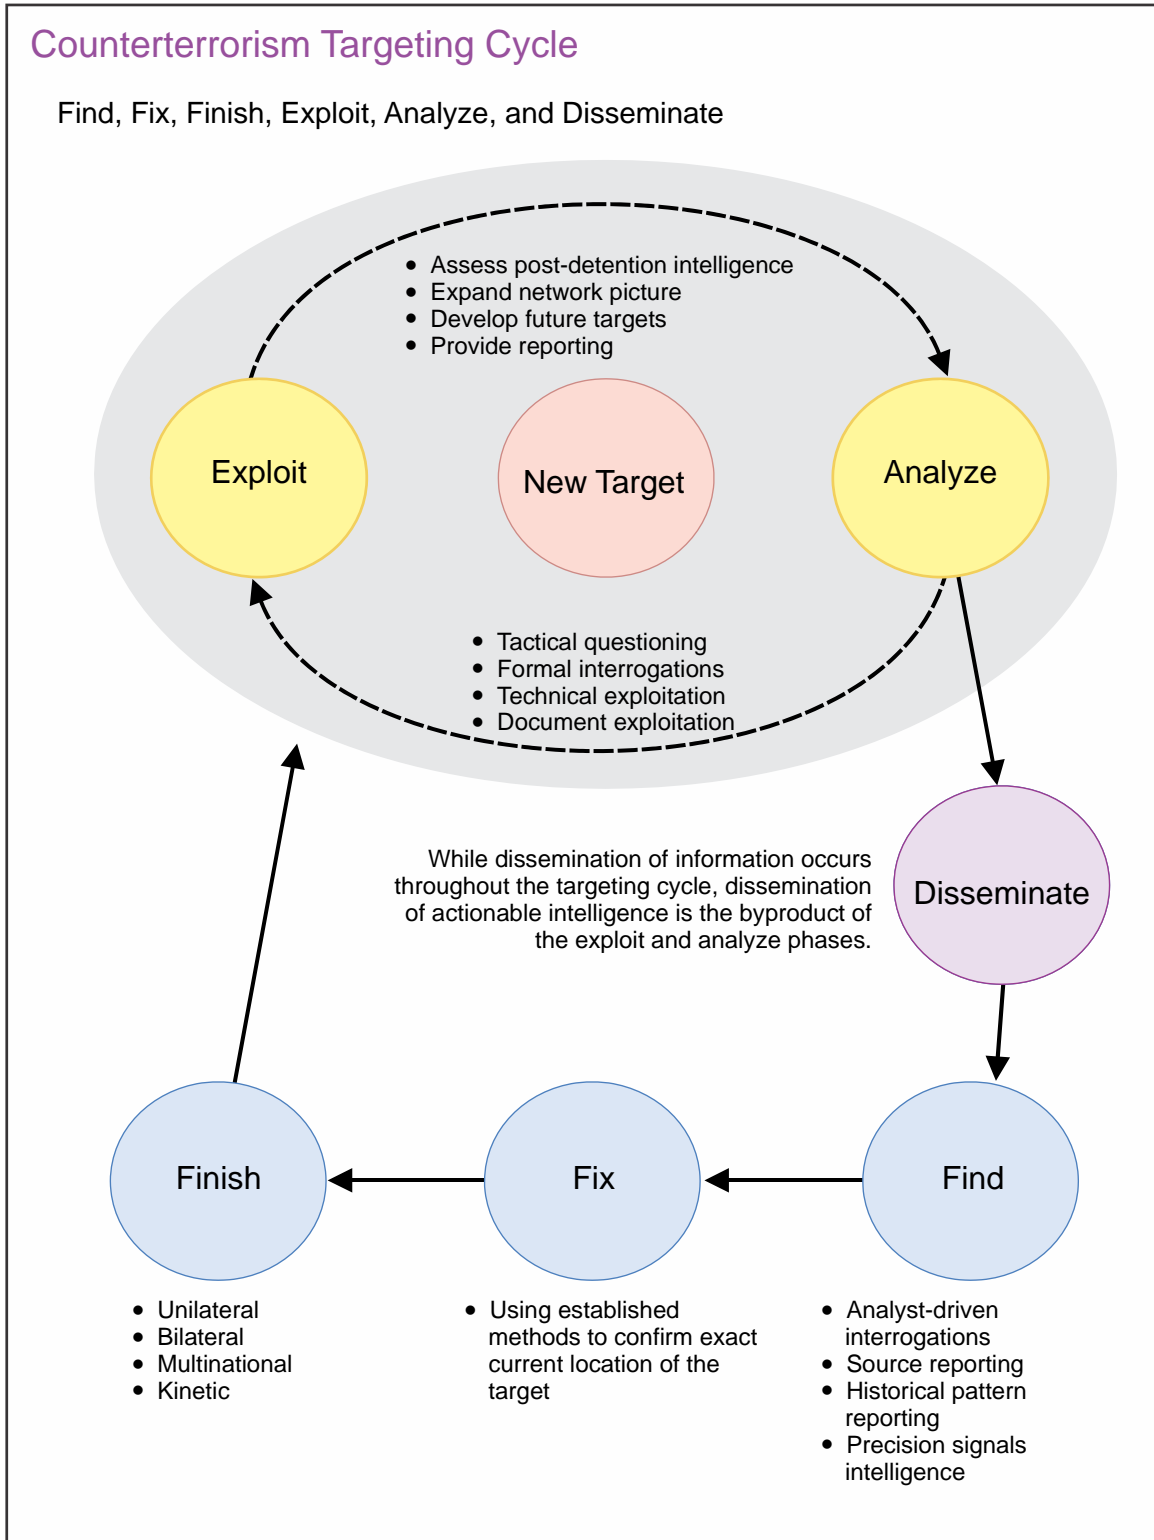 Counterterrorism Targeting Cycle
Find, Fix, Finish, Exploit, Analyze, and Disseminate
• Assess post-detention intelligence
• Expand network picture
• Develop future targets
• Provide reporting
Exploit
New Target
Analyze
• Tactical questioning
• Formal interrogations
• Technical exploitation
• Document exploitation
While dissemination of information occurs
throughout the targeting cycle, dissemination
of actionable intelligence is the byproduct of
the exploit and analyze phases.
Disseminate
Finish
Fix
Find
• Unilateral
• Bilateral
• Multinational
• Kinetic
• Using established
methods to confirm exact
current location of the
target
• Analyst-driven
interrogations
• Source reporting
• Historical pattern
reporting
• Precision signals
intelligence